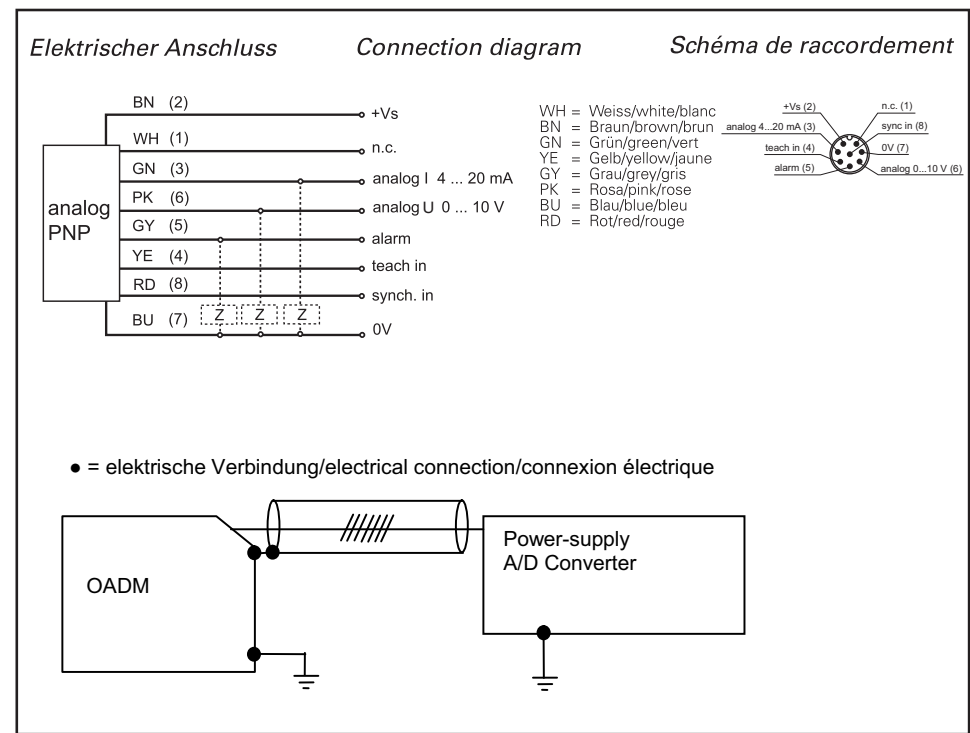 Elektrischer Anschluss
Connection diagram
Schéma de raccordement
BN (2)
+Vs
WH (1)
n.c.
GN (3)
analog I 4 ... 20 mA
PK (6)
analog U 0 ... 10 V
analog
PNP
GY (5)
alarm
YE (4)
teach in
RD (8)
synch. in
BU (7)
Z
Z
Z
0V
WH = Weiss/white/blanc
BN = Braun/brown/brun
GN = Grün/green/vert
YE = Gelb/yellow/jaune
GY = Grau/grey/gris
PK = Rosa/pink/rose
BU = Blau/blue/bleu
RD = Rot/red/rouge
+Vs (2)
n.c. (1)
analog 4...20 mA (3)
sync in (8)
teach in (4)
0V (7)
alarm (5)
analog 0...10 V (6)
● = elektrische Verbindung/electrical connection/connexion électrique
OADM
Power-supply
A/D Converter